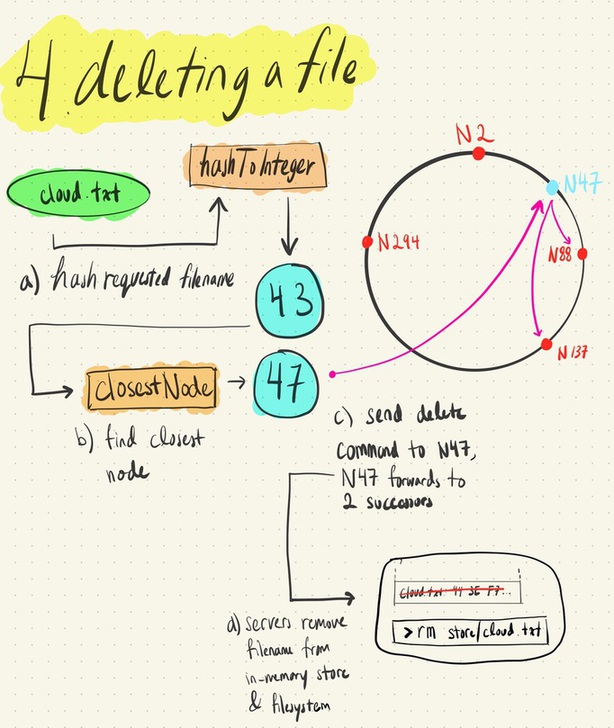 4. deleting a file
cloud.txt
hashToInteger
a) hash requested filename
43
closestNode
47
b) find closest
node
N2
N47
N88
N137
N294
c) send delete
command to N47,
N47 forwards to
2 successors
d) servers remove
filename from
in-memory store
& filesystem
cloud.txt 44 3E F7...
>rm store/cloud.txt